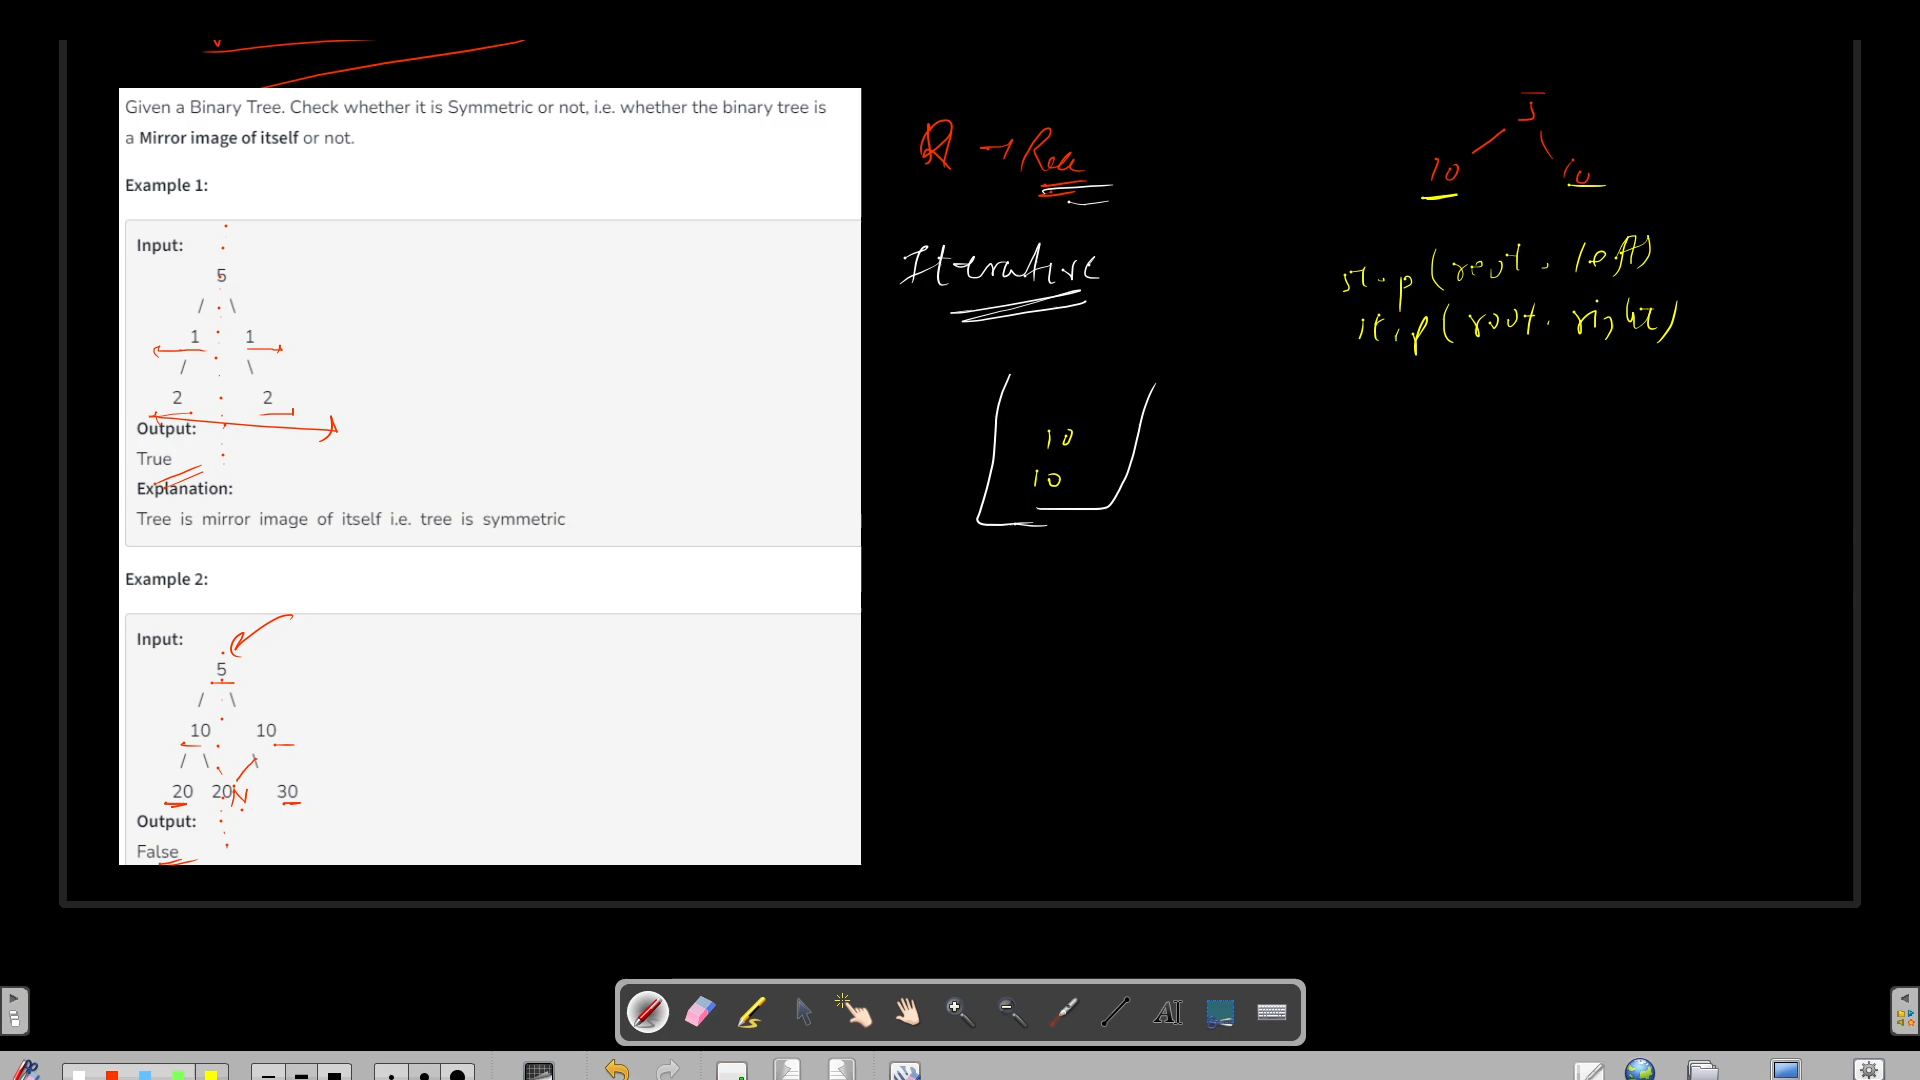 Given a Binary Tree. Check whether it is Symmetric or not, i.e. whether the binary tree is
a Mirror image of itself or not.
Example 1:
Input:
5
/ \
1 1
/ \
2 2
Output:
True
Explanation:
Tree is mirror image of itself i.e. tree is symmetric
Example 2:
Input:
5
/ \
10 10
/ \ \
20 20 N 30
Output:
False
Iterative
10
10
5
10 10
st.p(root.left)
st.p(root.right)
AI